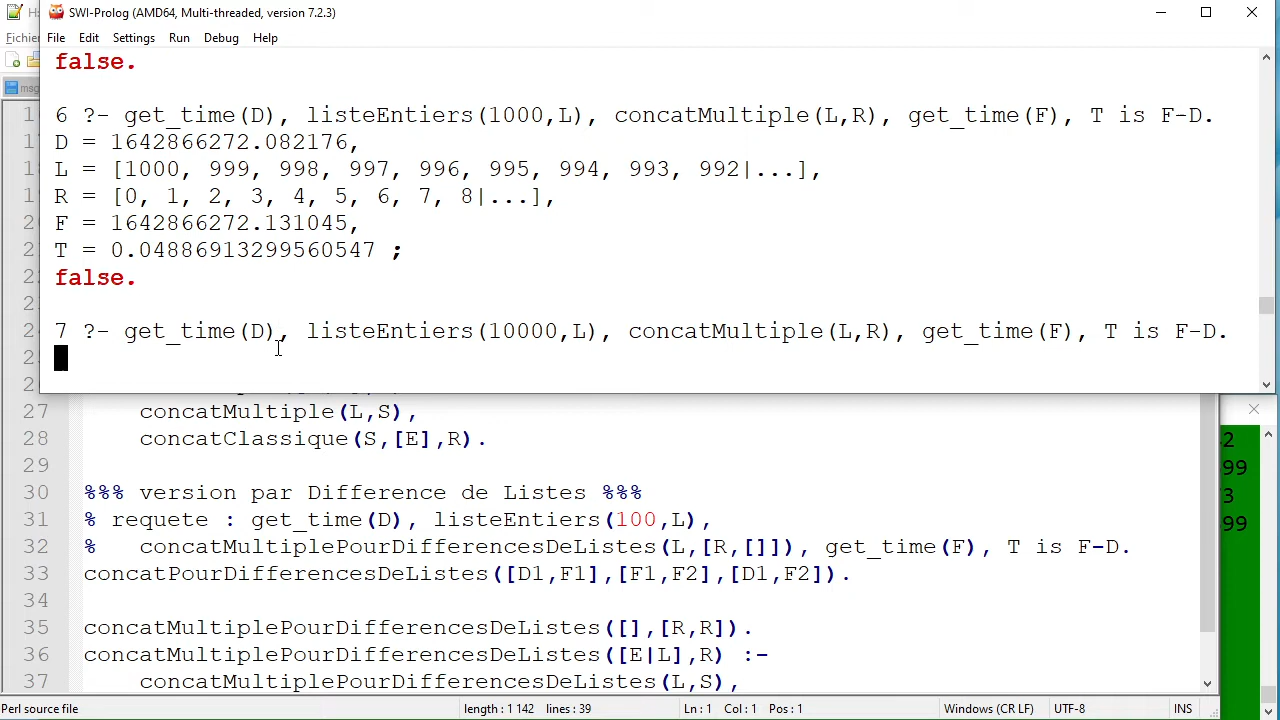 SWI-Prolog (AMD64, Multi-threaded, version 7.2.3)
File Edit Settings Run Debug Help
false.
6 ?- get_time(D), listeEntiers(1000,L), concatMultiple(L,R), get_time(F), T is F-D.
D = 1642866272.082176,
L = [1000, 999, 998, 997, 996, 995, 994, 993, 992|...],
R = [0, 1, 2, 3, 4, 5, 6, 7, 8|...],
F = 1642866272.131045,
T = 0.04886913299560547 ;
false.
7 ?- get_time(D), listeEntiers(10000,L), concatMultiple(L,R), get_time(F), T is F-D.
27 concatMultiple(L,S),
28 concatClassique(S,[E],R).
29
30 %%% version par Difference de Listes %%%
31 % requete : get_time(D), listeEntiers(100,L),
32 % concatMultiplePourDifferencesDeListes(L,[R,[]]), get_time(F), T is F-D.
33 concatPourDifferencesDeListes([D1,F1],[F1,F2],[D1,F2]).
34
35 concatMultiplePourDifferencesDeListes([],[R,R]).
36 concatMultiplePourDifferencesDeListes([E|L],R) :-
37 concatMultiplePourDifferencesDeListes(L,S),
Perl source file length : 1 142 lines : 39 Ln : 1 Col : 1 Pos : 1 Windows (CR LF) UTF-8 INS